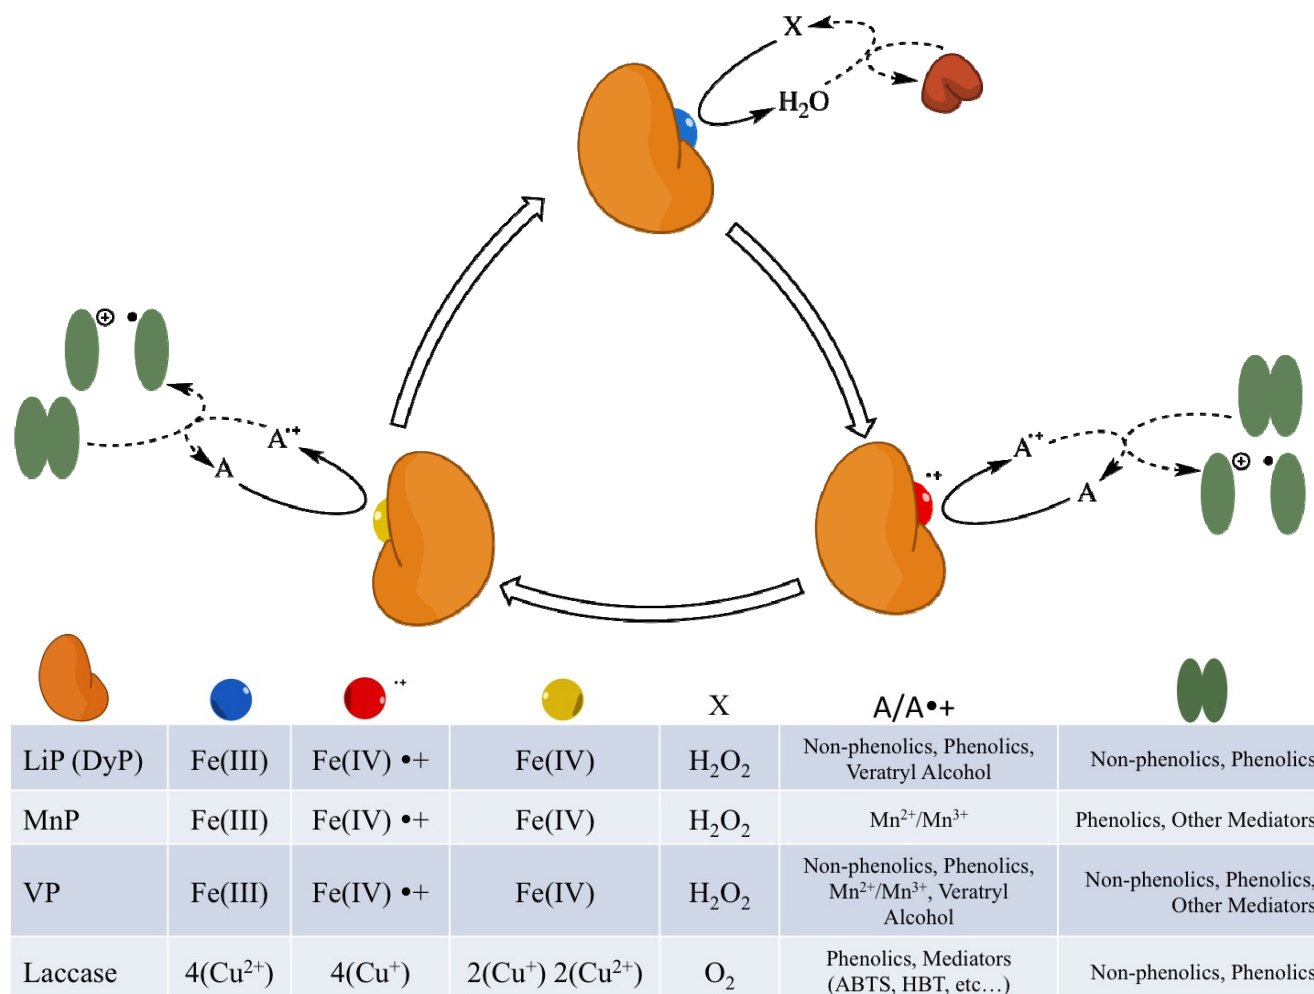 X
H₂O
A•+
A
A•+
A
•+
•+
X
A/A•+
LiP (DyP)
Fe(III)
Fe(IV) •+
Fe(IV)
H₂O₂
Non-phenolics, Phenolics,
Veratryl Alcohol
Non-phenolics, Phenolics
MnP
Fe(III)
Fe(IV) •+
Fe(IV)
H₂O₂
Mn²⁺/Mn³⁺
Phenolics, Other Mediators
VP
Fe(III)
Fe(IV) •+
Fe(IV)
H₂O₂
Non-phenolics, Phenolics,
Mn²⁺/Mn³⁺, Veratryl
Alcohol
Non-phenolics, Phenolics,
Other Mediators
Laccase
4(Cu²⁺)
4(Cu⁺)
2(Cu⁺) 2(Cu²⁺)
O₂
Phenolics, Mediators
(ABTS, HBT, etc…)
Non-phenolics, Phenolics